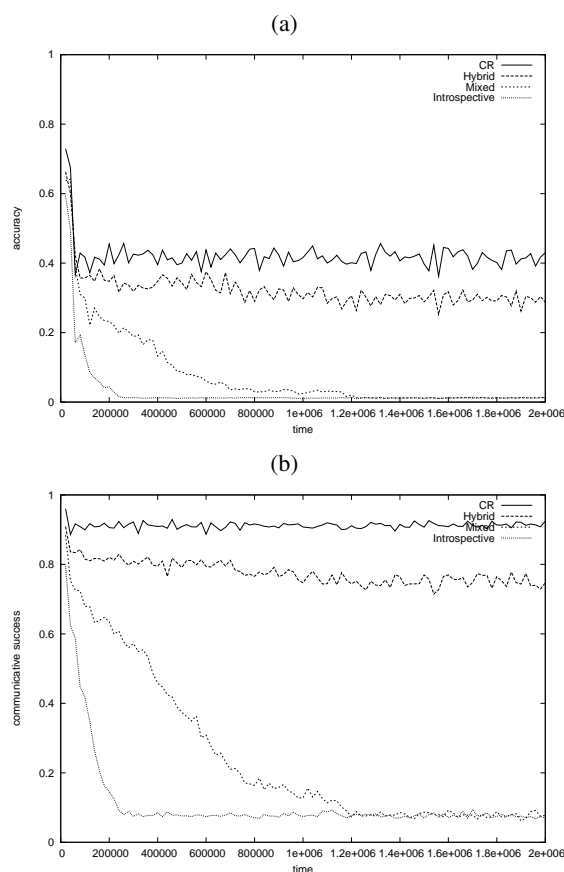 (a)
1
0.8
0.6
0.4
0.2
0
accuracy
CR
Hybrid
Mixed
Introspective
0 200000 400000 600000 800000 1e+006 1.2e+006 1.4e+006 1.6e+006 1.8e+006 2e+006
time
(b)
1
0.8
0.6
0.4
0.2
0
communicative success
CR
Hybrid
Mixed
Introspective
0 200000 400000 600000 800000 1e+006 1.2e+006 1.4e+006 1.6e+006 1.8e+006 2e+006
time